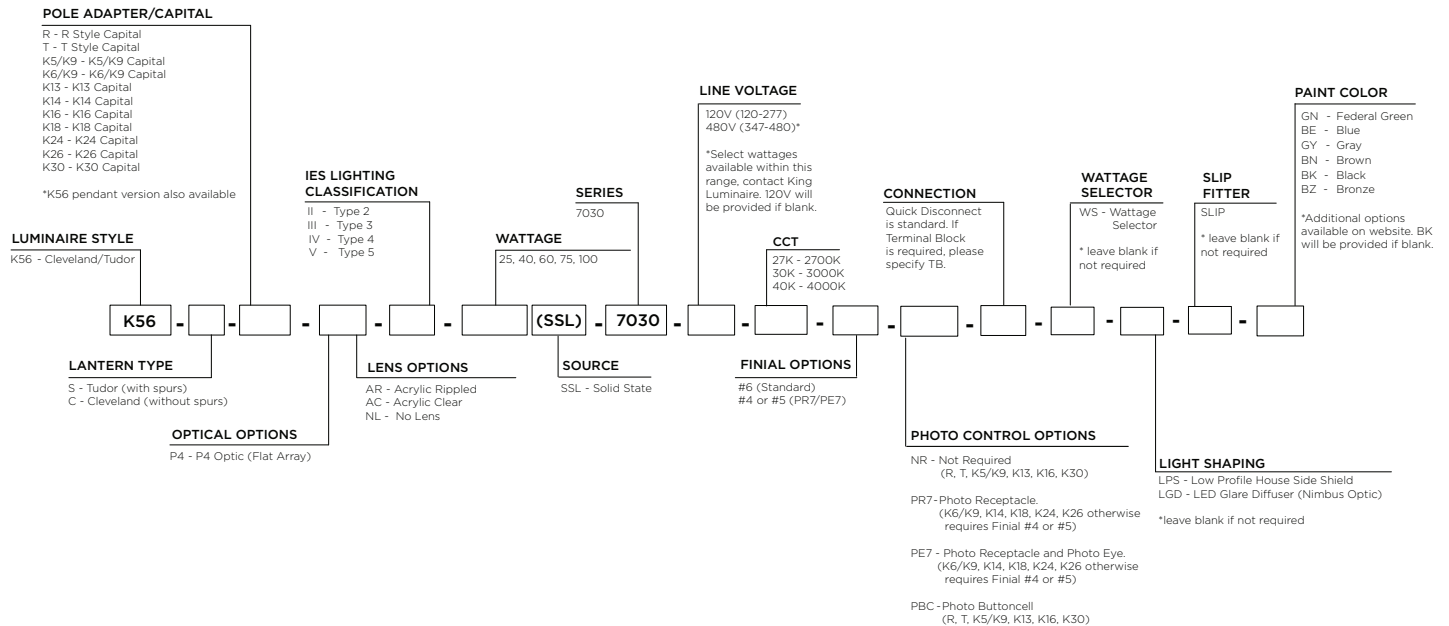 POLE ADAPTER/CAPITAL
R - R Style Capital
T - T Style Capital
K5/K9 - K5/K9 Capital
K6/K9 - K6/K9 Capital
K13 - K13 Capital
K14 - K14 Capital
K16 - K16 Capital
K18 - K18 Capital
K24 - K24 Capital
K26 - K26 Capital
K30 - K30 Capital
*K56 pendant version also available
LUMINAIRE STYLE
K56 - Cleveland/Tudor
IES LIGHTING
CLASSIFICATION
II - Type 2
III - Type 3
IV - Type 4
V - Type 5
WATTAGE
25, 40, 60, 75, 100
SERIES
7030
LINE VOLTAGE
120V (120-277)
480V (347-480)*
*Select wattages
available within this
range, contact King
Luminaire. 120V will
be provided if blank.
CCT
27K - 2700K
30K - 3000K
40K - 4000K
CONNECTION
Quick Disconnect
is standard. If
Terminal Block
is required, please
specify TB.
WATTAGE
SELECTOR
WS - Wattage
Selector
* leave blank if
not required
SLIP
FITTER
SLIP
* leave blank if
not required
PAINT COLOR
GN - Federal Green
BE - Blue
GY - Gray
BN - Brown
BK - Black
BZ - Bronze
*Additional options
available on website. BK
will be provided if blank.
K56 - - - - - (SSL) - 7030 - - - - - - - - -
LANTERN TYPE
S - Tudor (with spurs)
C - Cleveland (without spurs)
OPTICAL OPTIONS
P4 - P4 Optic (Flat Array)
LENS OPTIONS
AR - Acrylic Rippled
AC - Acrylic Clear
NL - No Lens
SOURCE
SSL - Solid State
FINIAL OPTIONS
#6 (Standard)
#4 or #5 (PR7/PE7)
PHOTO CONTROL OPTIONS
NR - Not Required
(R, T, K5/K9, K13, K16, K30)
PR7-Photo Receptacle.
(K6/K9, K14, K18, K24, K26 otherwise
requires Finial #4 or #5)
PE7 - Photo Receptacle and Photo Eye.
(K6/K9, K14, K18, K24, K26 otherwise
requires Finial #4 or #5)
PBC -Photo Buttoncell
(R, T, K5/K9, K13, K16, K30)
LIGHT SHAPING
LPS - Low Profile House Side Shield
LGD - LED Glare Diffuser (Nimbus Optic)
*leave blank if not required